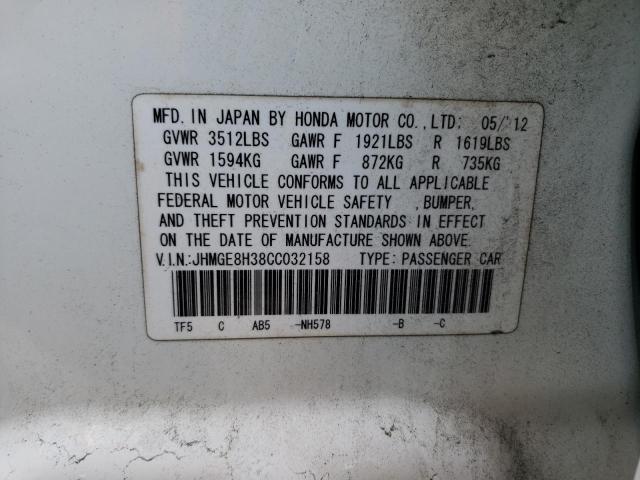 MFD. IN JAPAN BY HONDA MOTOR CO., LTD. 05/12
GVWR 3512LBS GAWR F 1921LBS R 1619LBS
GVWR 1594KG GAWR F 872KG R 735KG
THIS VEHICLE CONFORMS TO ALL APPLICABLE
FEDERAL MOTOR VEHICLE SAFETY , BUMPER,
AND THEFT PREVENTION STANDARDS IN EFFECT
ON THE DATE OF MANUFACTURE SHOWN ABOVE.
V.I.N.:JHMGE8H38CC032158 TYPE: PASSENGER CAR
TF5 C AB5 -NH578 -B -C